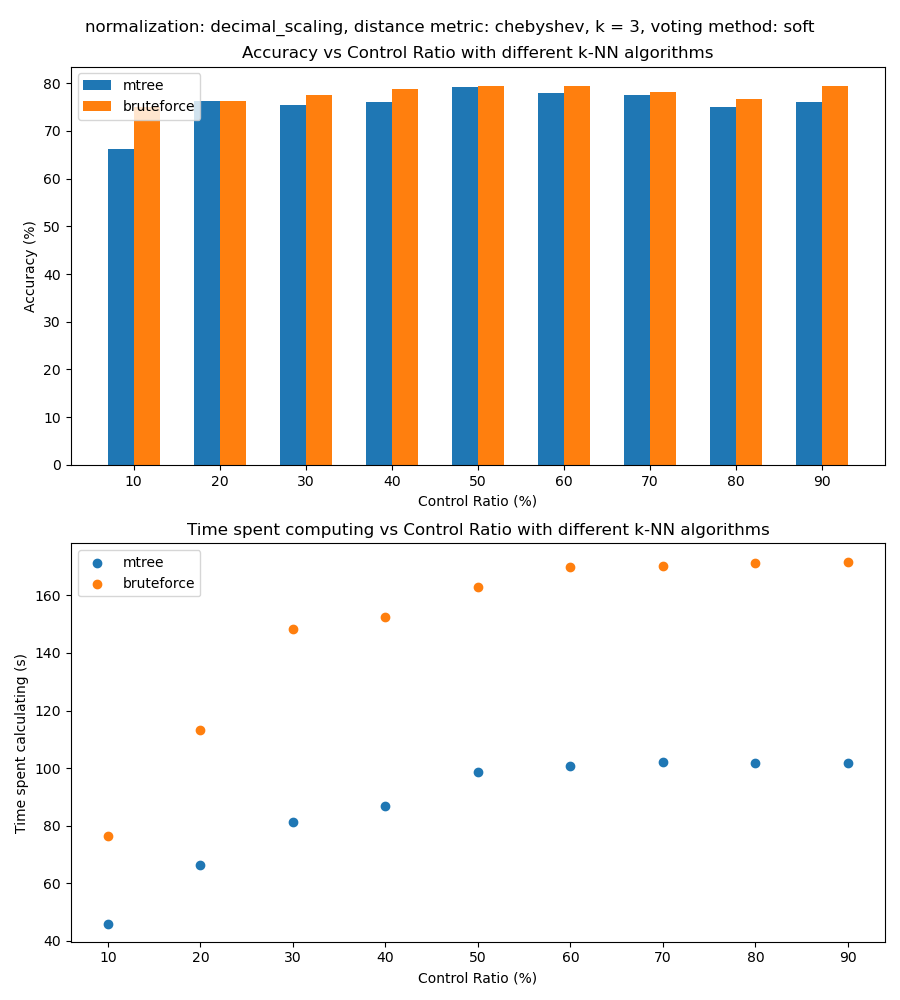 normalization: decimal_scaling, distance metric: chebyshev, k = 3, voting method: soft
Accuracy vs Control Ratio with different k-NN algorithms
mtree
bruteforce
Accuracy (%)
80
70
60
50
40
30
20
10
0
10 20 30 40 50 60 70 80 90
Control Ratio (%)
Time spent computing vs Control Ratio with different k-NN algorithms
mtree
bruteforce
Time spent calculating (s)
160
140
120
100
80
60
40
10 20 30 40 50 60 70 80 90
Control Ratio (%)